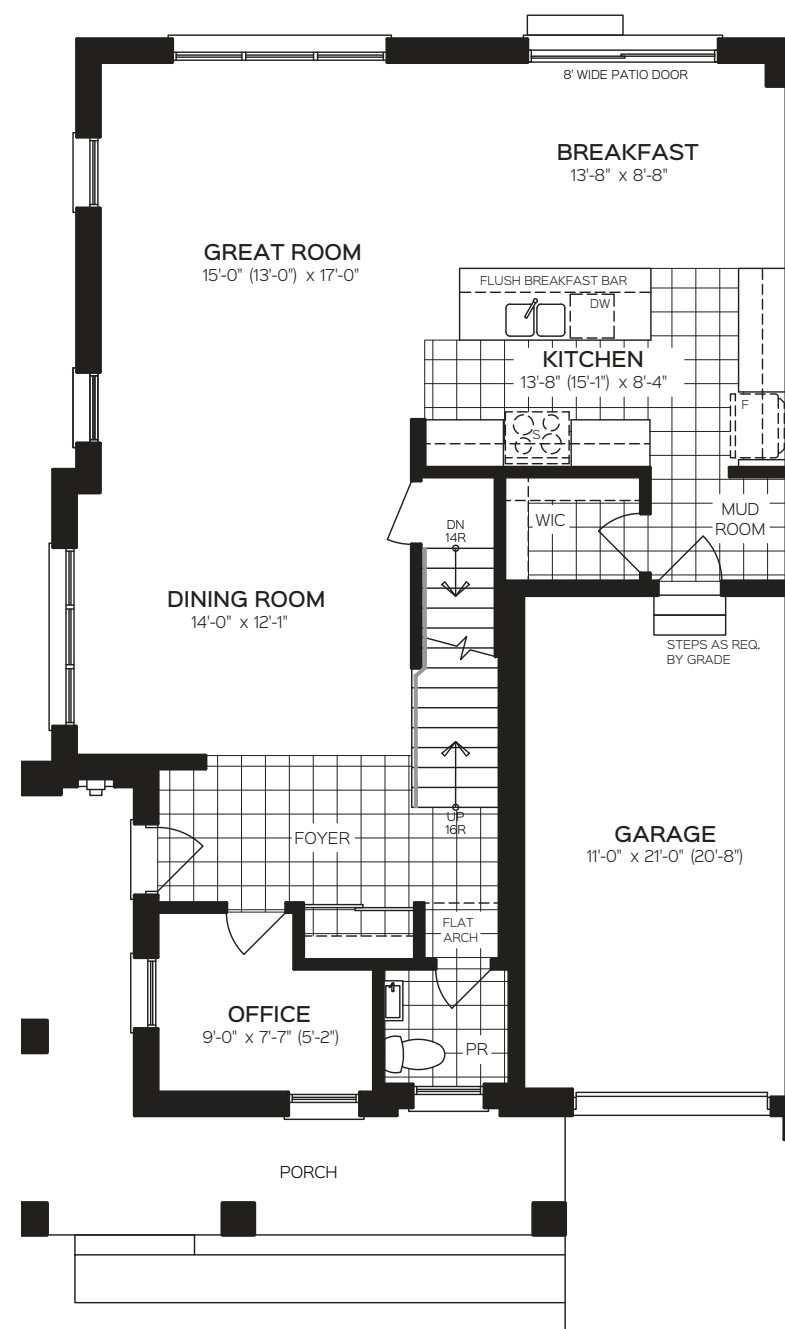 8' WIDE PATIO DOOR
BREAKFAST
13'-8" x 8'-8"
GREAT ROOM
15'-0" (13'-0") x 17'-0"
FLUSH BREAKFAST BAR
DW
KITCHEN
13'-8" (15'-1") x 8'-4"
F
S
WIC
MUD
ROOM
DN
14R
DINING ROOM
14'-0" x 12'-1"
STEPS AS REQ.
BY GRADE
UP
16R
FOYER
GARAGE
11'-0" x 21'-0" (20'-8")
FLAT
ARCH
OFFICE
9'-0" x 7'-7" (5'-2")
PR
PORCH